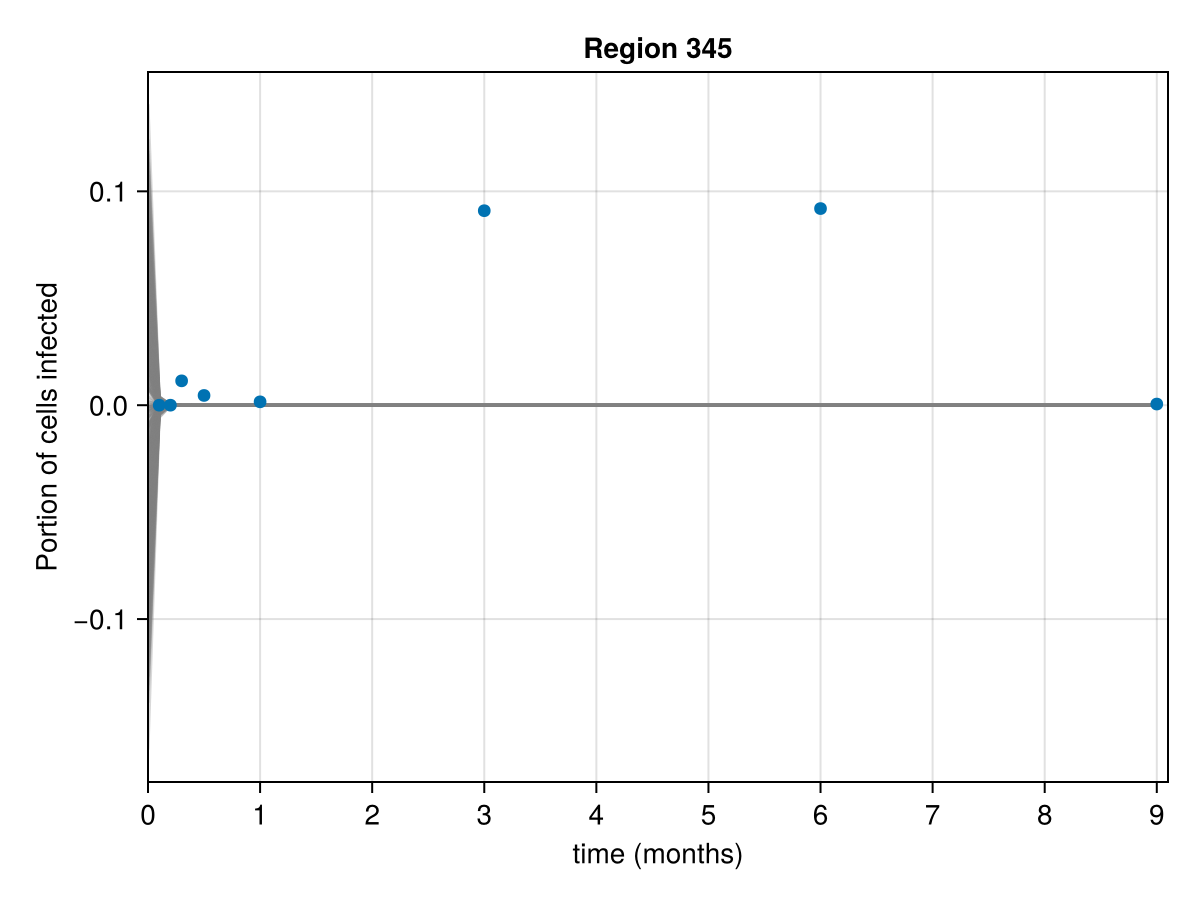 Region 345
Portion of cells infected
0.1
0.0
−0.1
0 1 2 3 4 5 6 7 8 9
time (months)